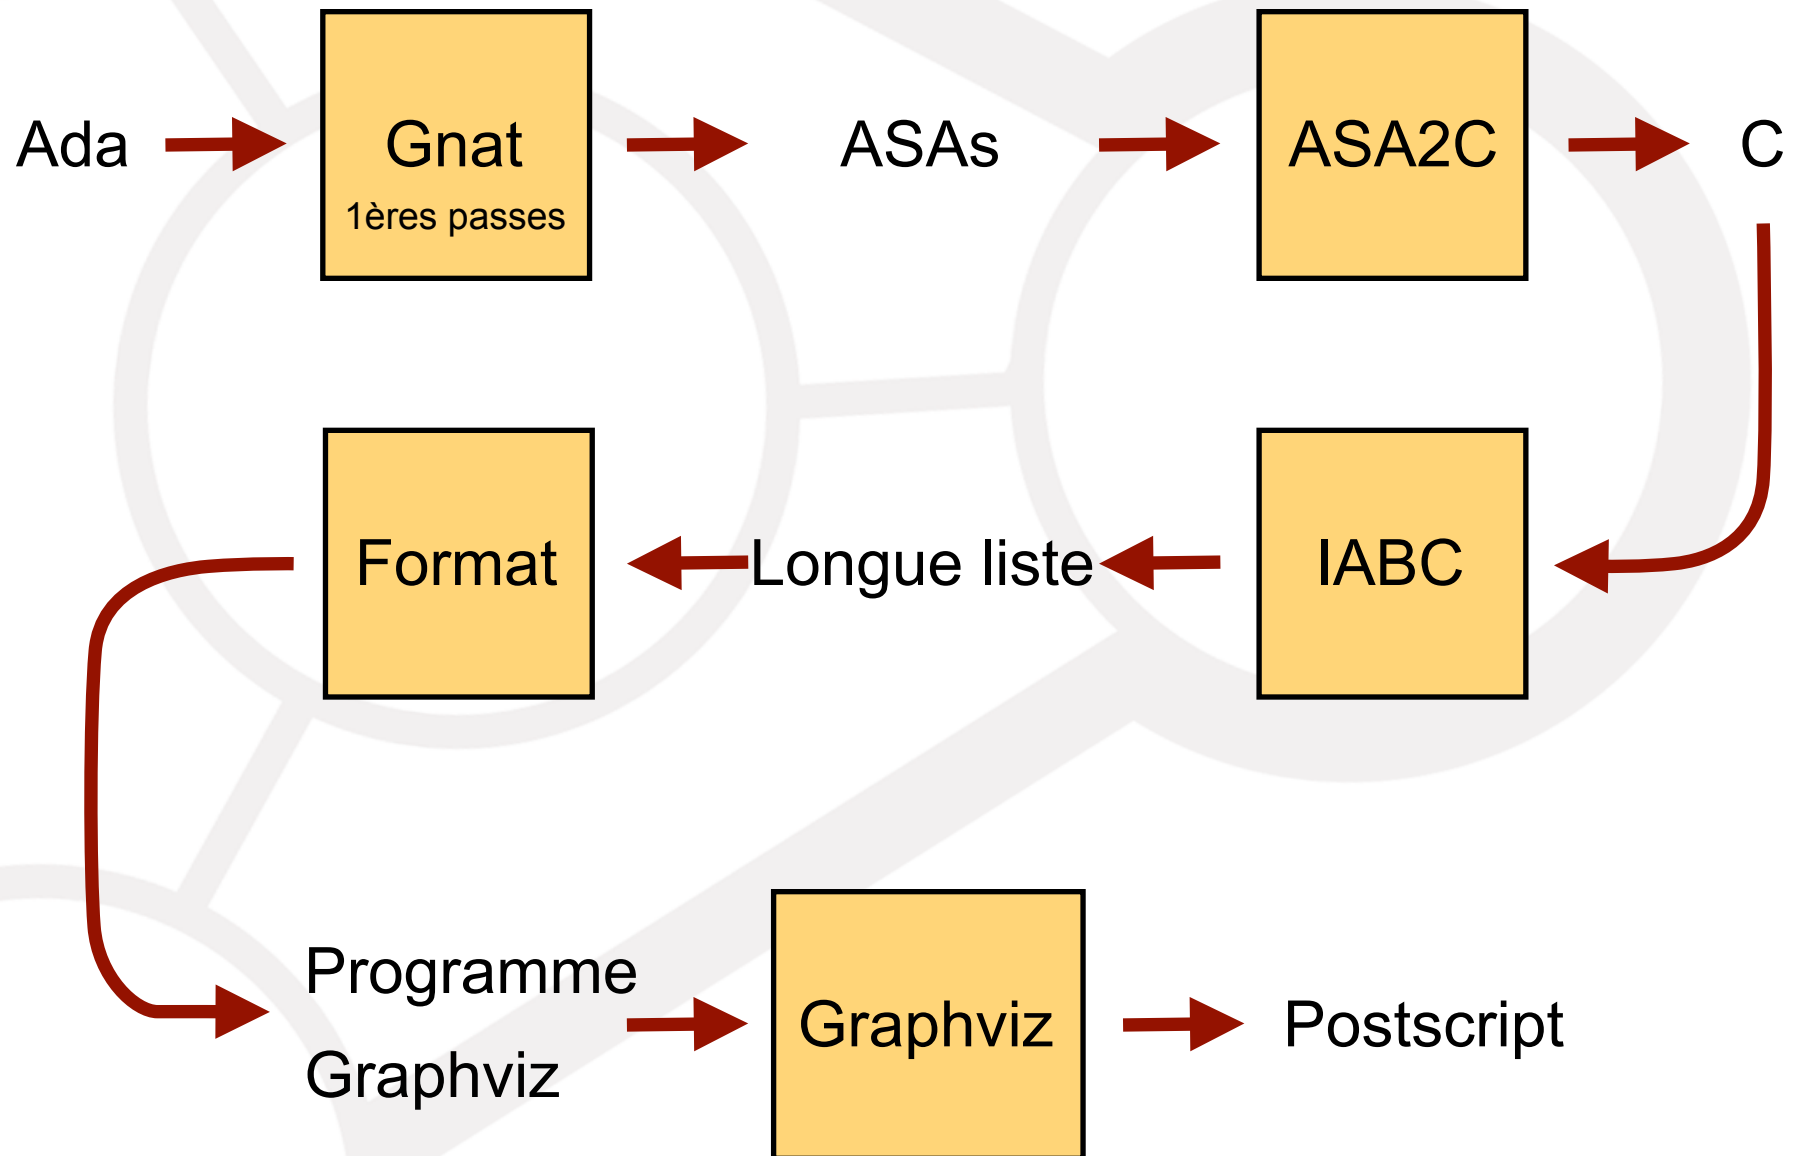 Ada
Gnat
1ères passes
ASAs
ASA2C
C
IABC
Longue liste
Format
Programme
Graphviz
Graphviz
Postscript